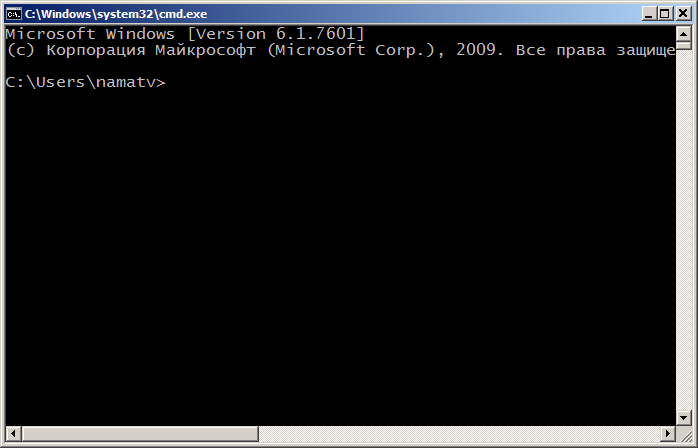 C:\Windows\system32\cmd.exe
Microsoft Windows [Version 6.1.7601]
(c) Корпорация Майкрософт (Microsoft Corp.), 2009. Все права защище
C:\Users\namatv>